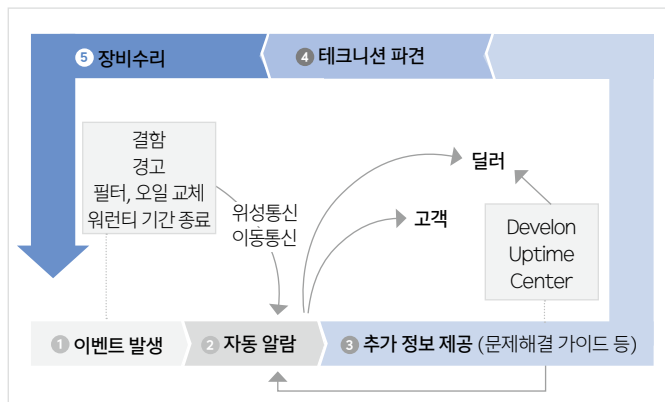 5 장비수리
4 테크니션 파견
결함
경고
필터, 오일 교체
워런티 기간 종료
위성통신
이동통신
딜러
고객
Develon
Uptime
Center
1 이벤트 발생
2 자동 알람
3 추가 정보 제공 (문제해결 가이드 등)